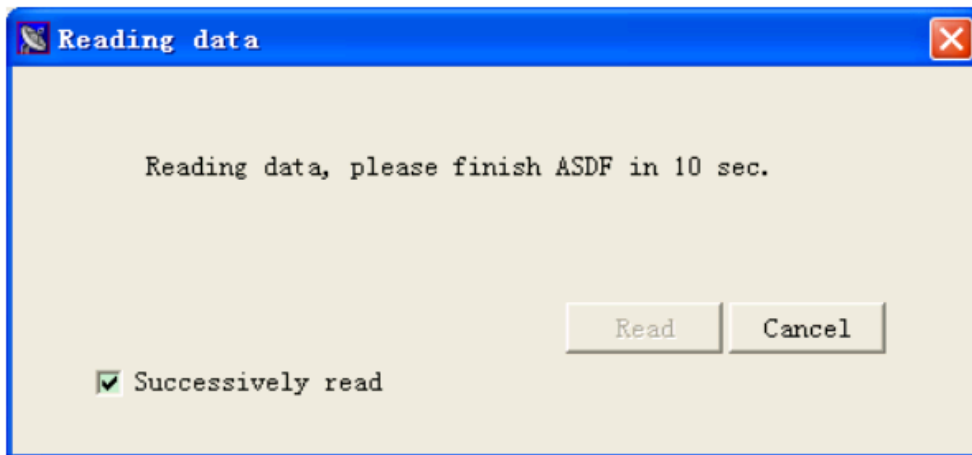 Reading data
Reading data, please finish ASDF in 10 sec.
Read
Cancel
Successively read